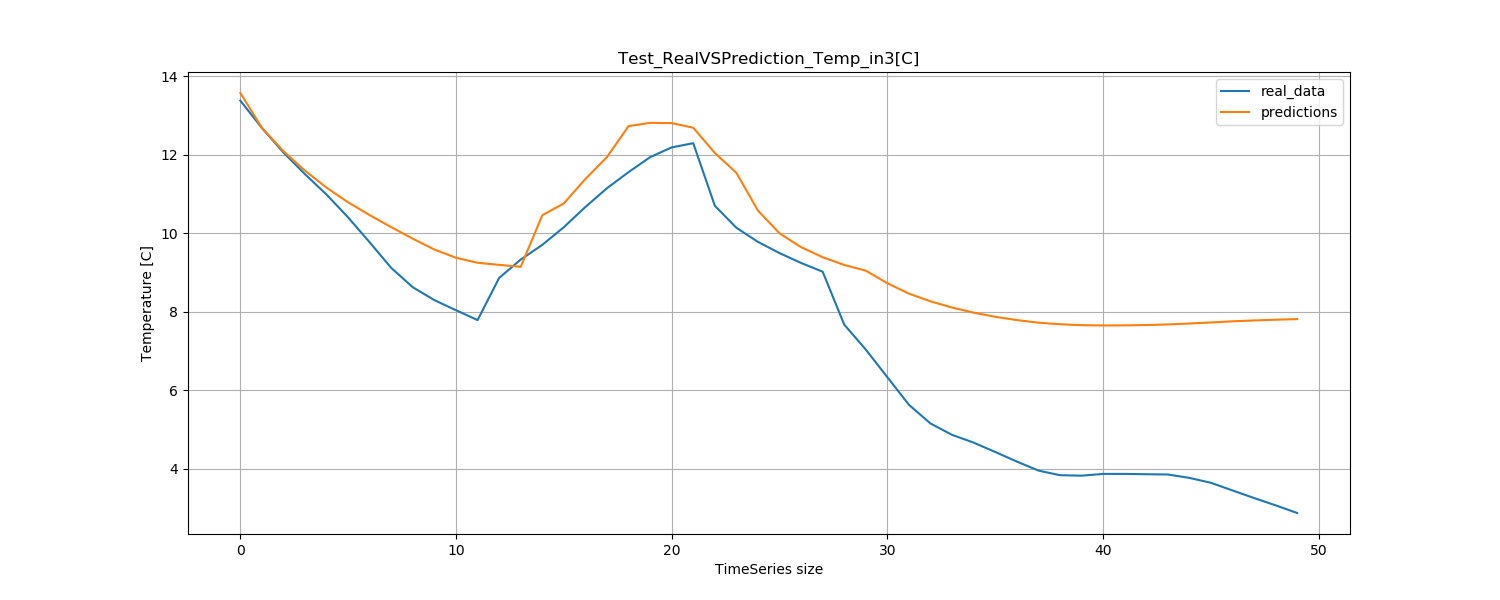 Test_RealVSPrediction_Temp_in3[C]
real_data
predictions
Temperature [C]
14
12
10
8
6
4
0 10 20 30 40 50
TimeSeries size